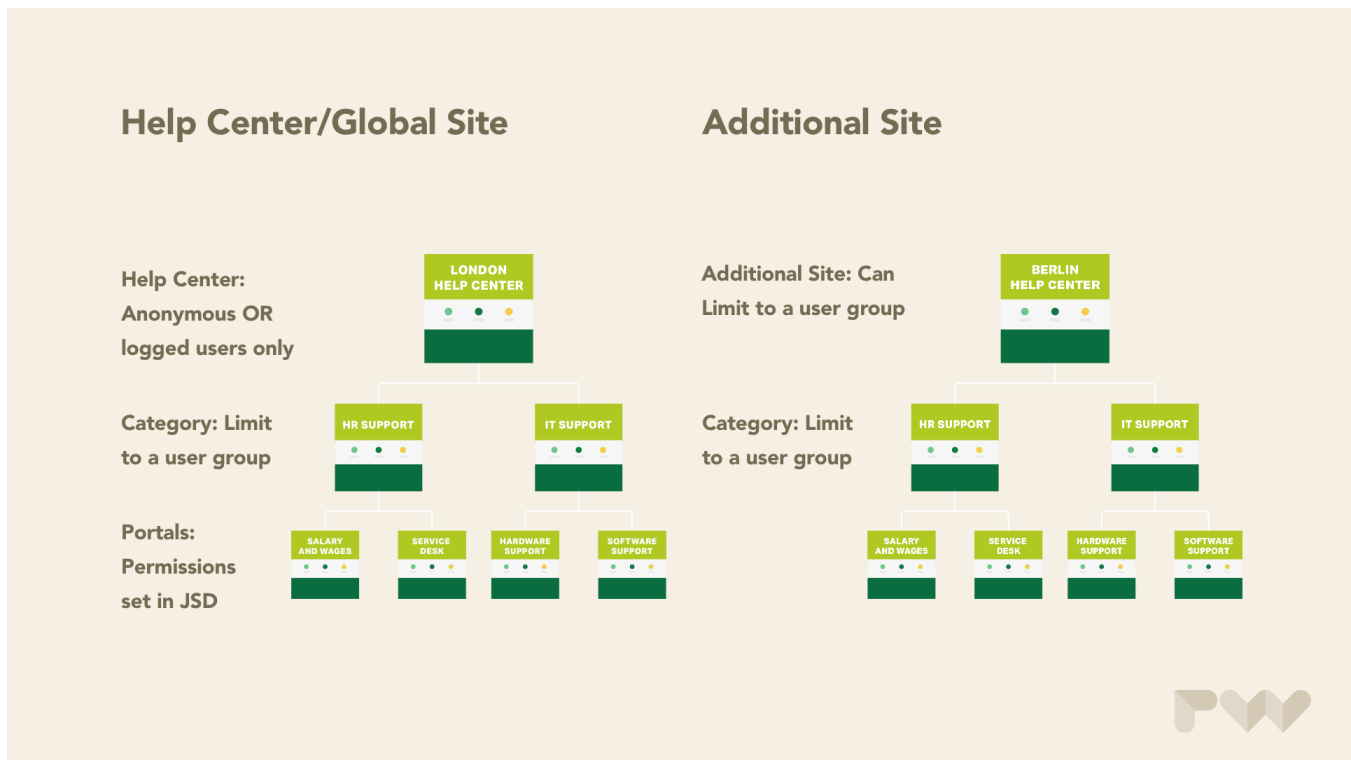 Help Center/Global Site
Additional Site
Help Center:
Anonymous OR
logged users only
LONDON
HELP CENTER
Additional Site: Can
Limit to a user group
BERLIN
HELP CENTER
Category: Limit
to a user group
HR SUPPORT
IT SUPPORT
Category: Limit
to a user group
HR SUPPORT
IT SUPPORT
Portals:
Permissions
set in JSD
SALARY
AND WAGES
SERVICE
DESK
HARDWARE
SUPPORT
SOFTWARE
SUPPORT
SALARY
AND WAGES
SERVICE
DESK
HARDWARE
SUPPORT
SOFTWARE
SUPPORT